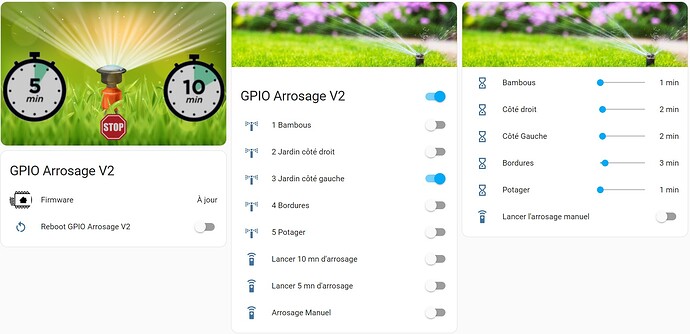 5
min
10
min
STOP
GPIO Arrosage V2
Firmware À jour
Reboot GPIO Arrosage V2
GPIO Arrosage V2
1 Bambous
2 Jardin côté droit
3 Jardin côté gauche
4 Bordures
5 Potager
Lancer 10 mn d'arrosage
Lancer 5 mn d'arrosage
Arrosage Manuel
Bambous 1 min
Côté droit 2 min
Côté Gauche 2 min
Bordures 3 min
Potager 1 min
Lancer l'arrosage manuel